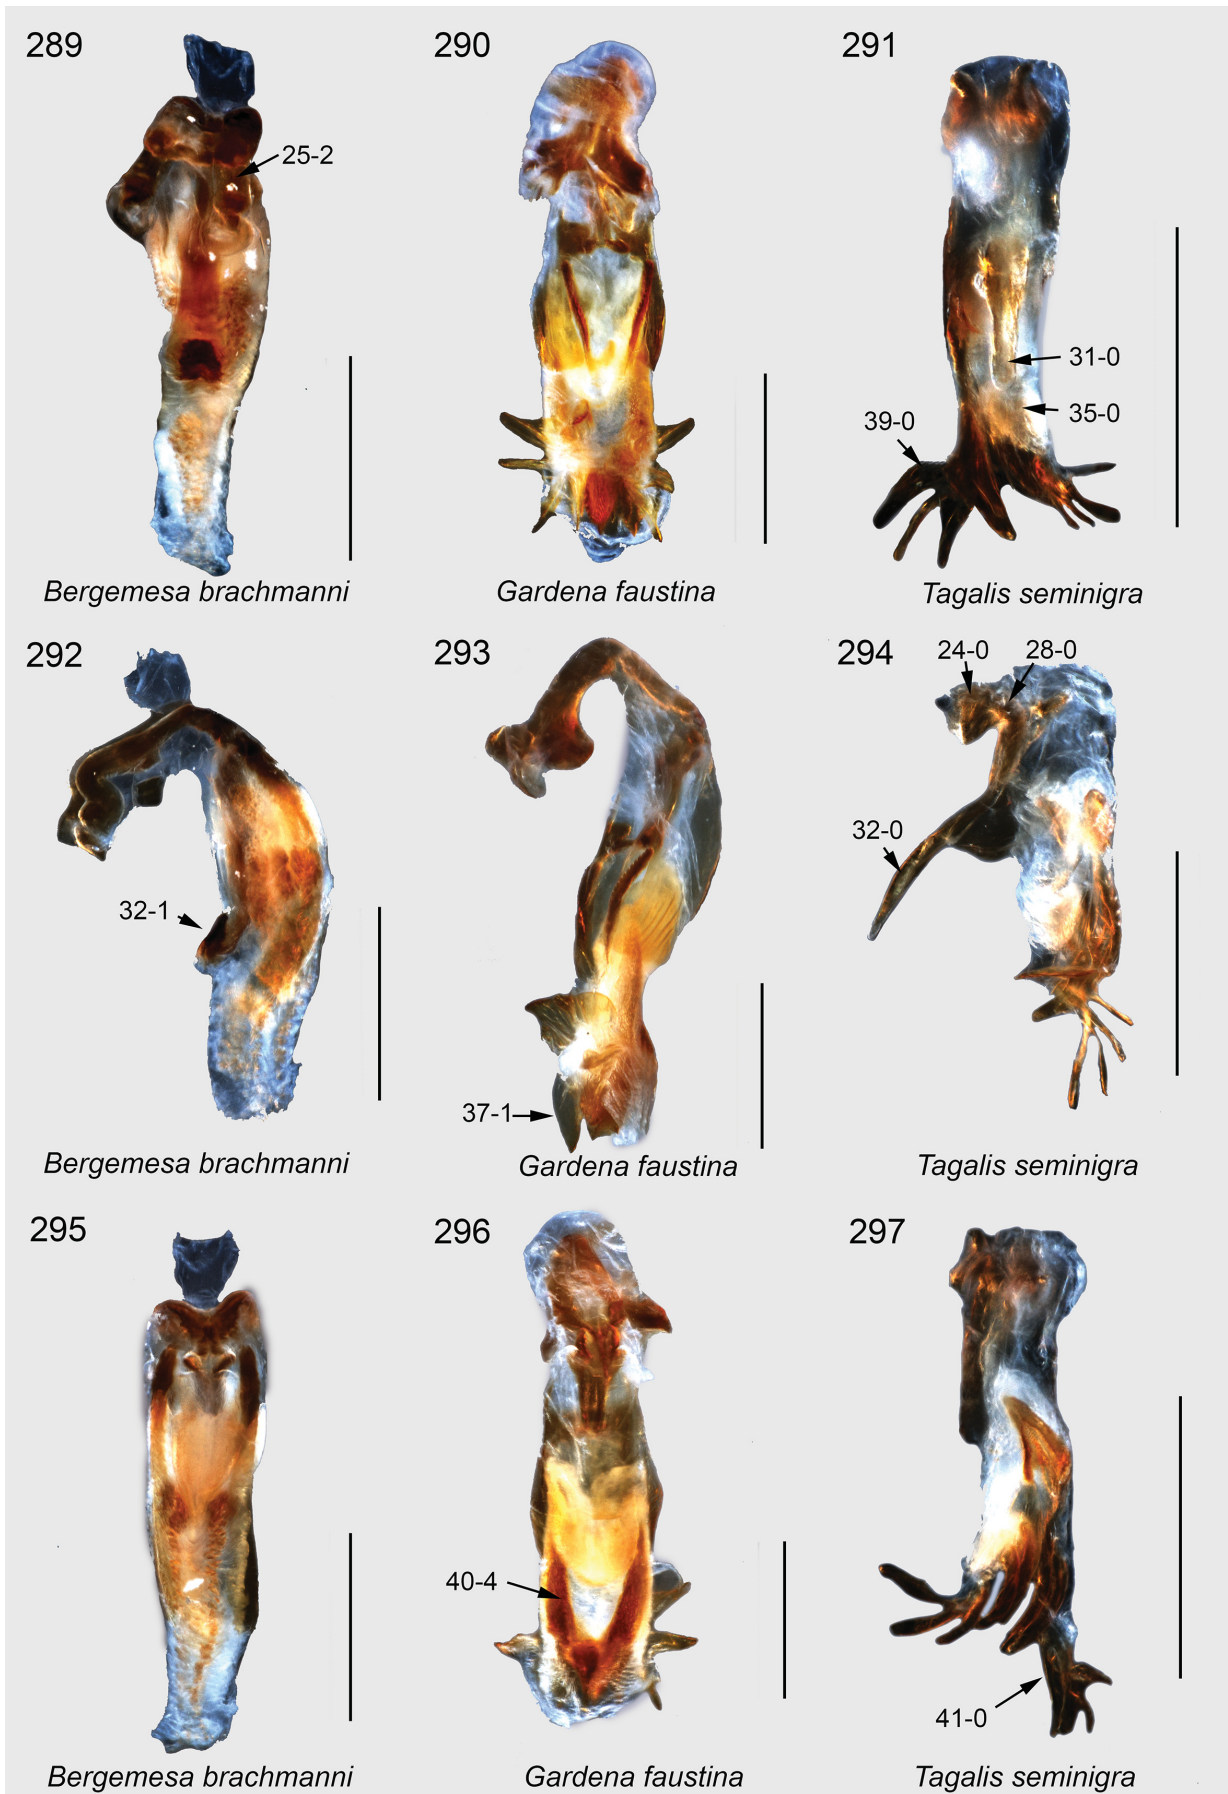 289
290
291
25-2
31-0
35-0
39-0
Bergemesa brachmanni
Gardena faustina
Tagalis seminigra
292
293
294
24-0
28-0
32-0
32-1
37-1
Bergemesa brachmanni
Gardena faustina
Tagalis seminigra
295
296
297
40-4
41-0
Bergemesa brachmanni
Gardena faustina
Tagalis seminigra